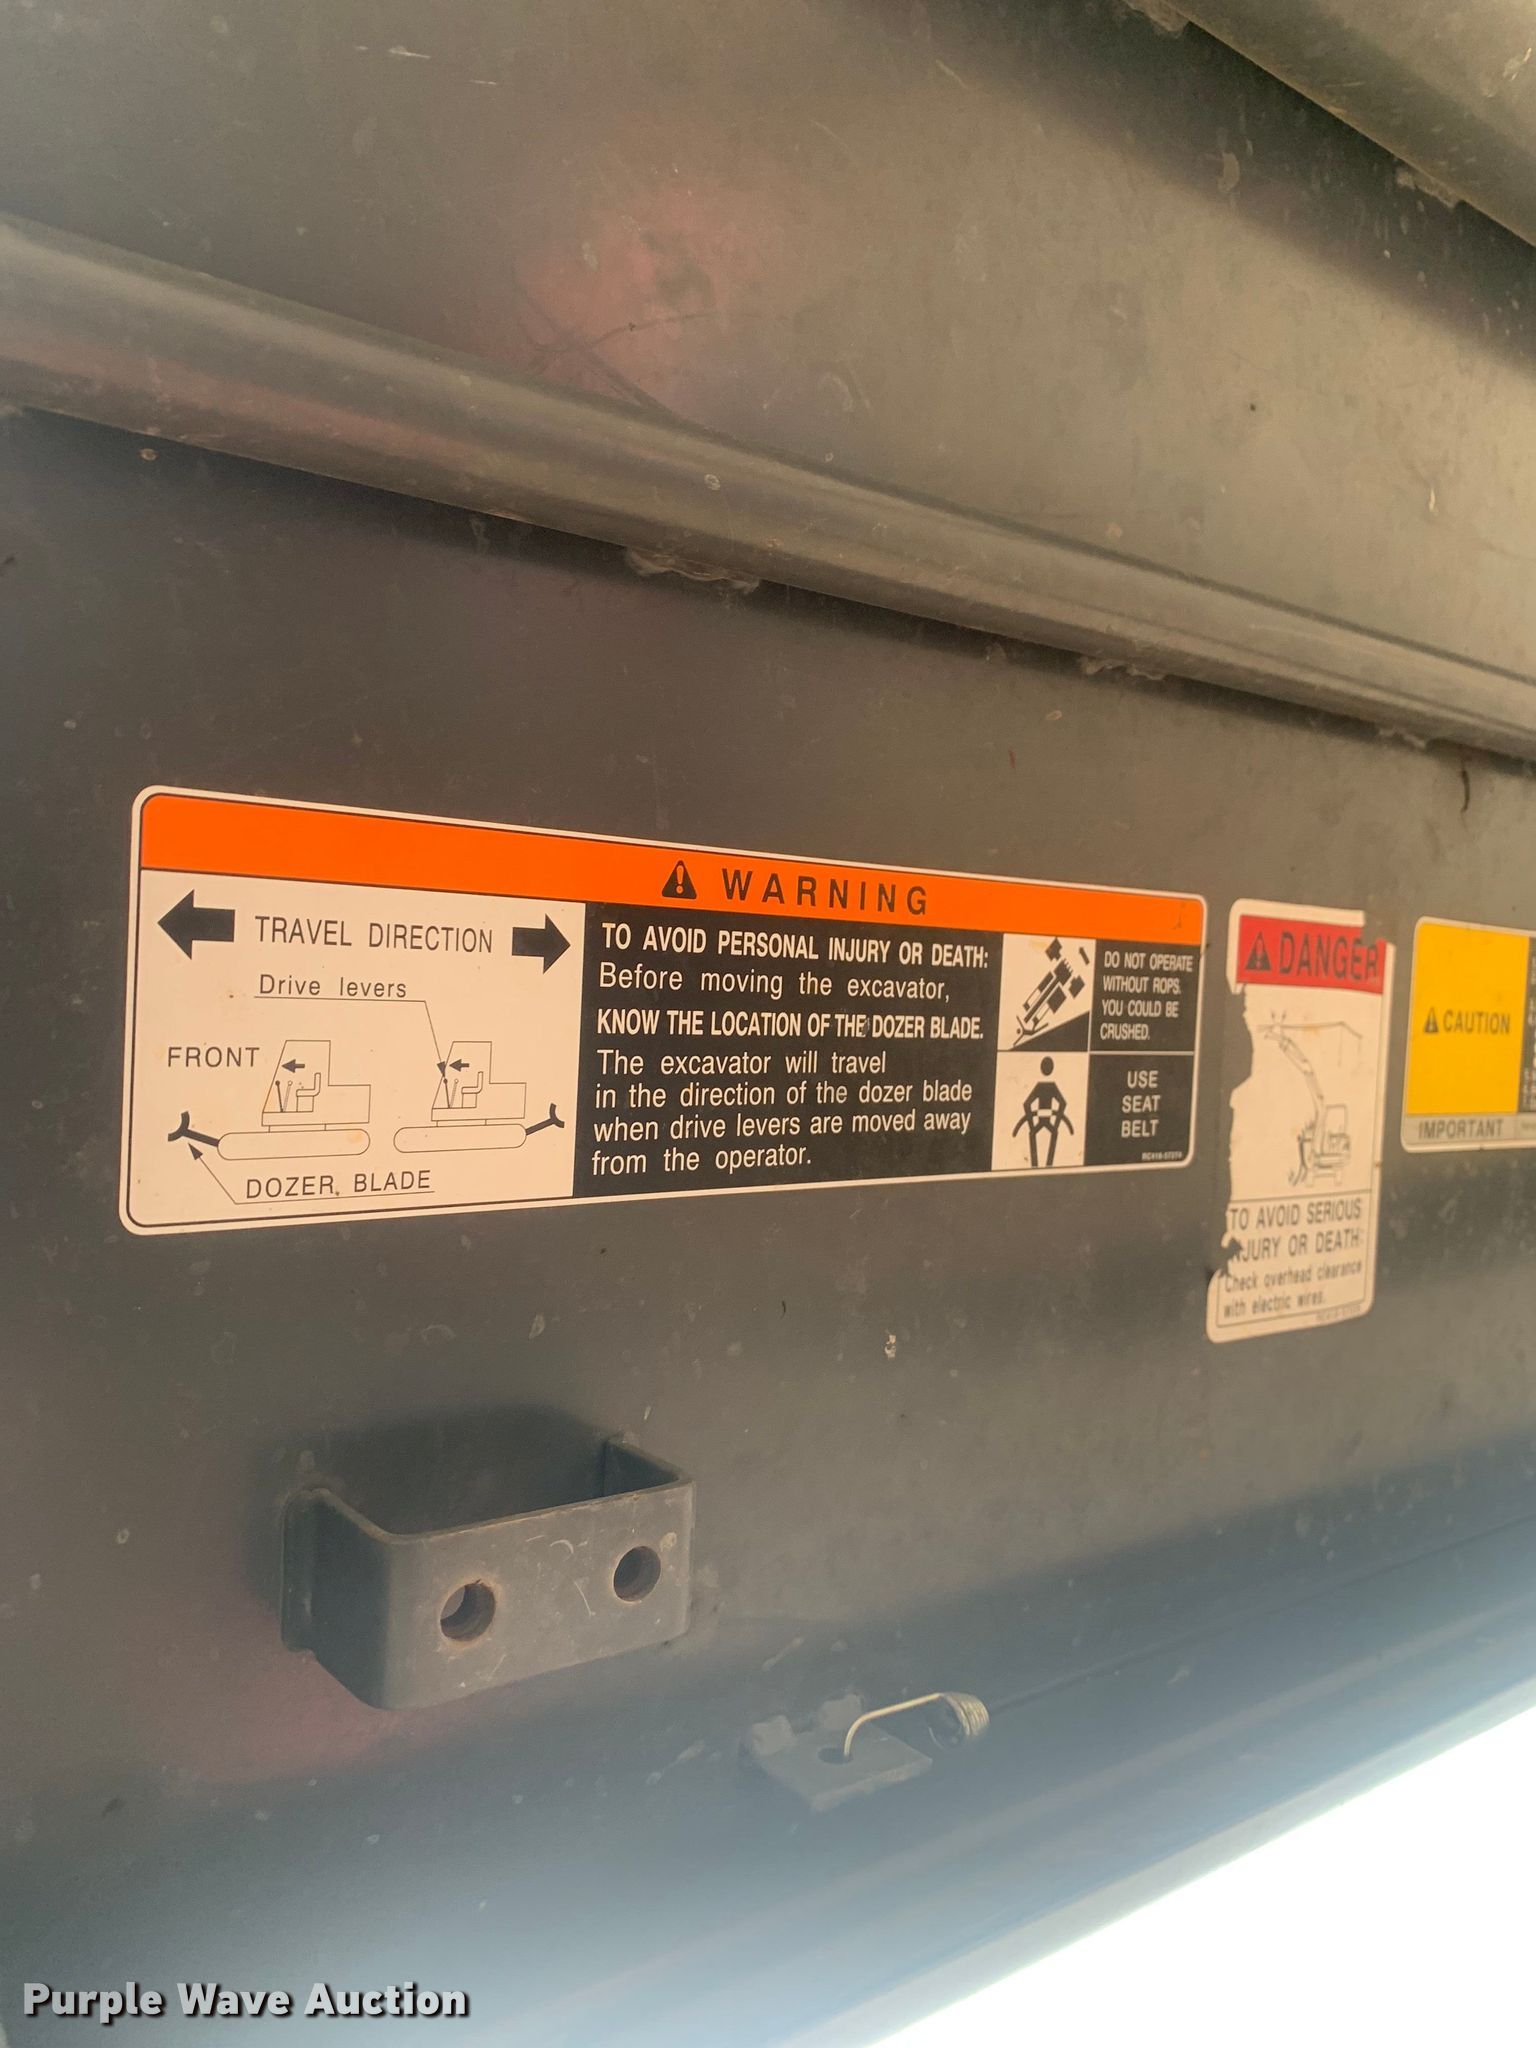 WARNING
TRAVEL DIRECTION
Drive levers
FRONT
DOZER BLADE
TO AVOID PERSONAL INJURY OR DEATH:
Before moving the excavator,
KNOW THE LOCATION OF THE DOZER BLADE.
The excavator will travel
in the direction of the dozer blade
when drive levers are moved away
from the operator.
DO NOT OPERATE
WITHOUT ROPS.
YOU COULD BE
CRUSHED.
USE
SEAT
BELT
DANGER
TO AVOID SERIOUS
INJURY OR DEATH:
Check overhead clearance
with electric wires.
CAUTION
IMPORTANT
Purple Wave Auction